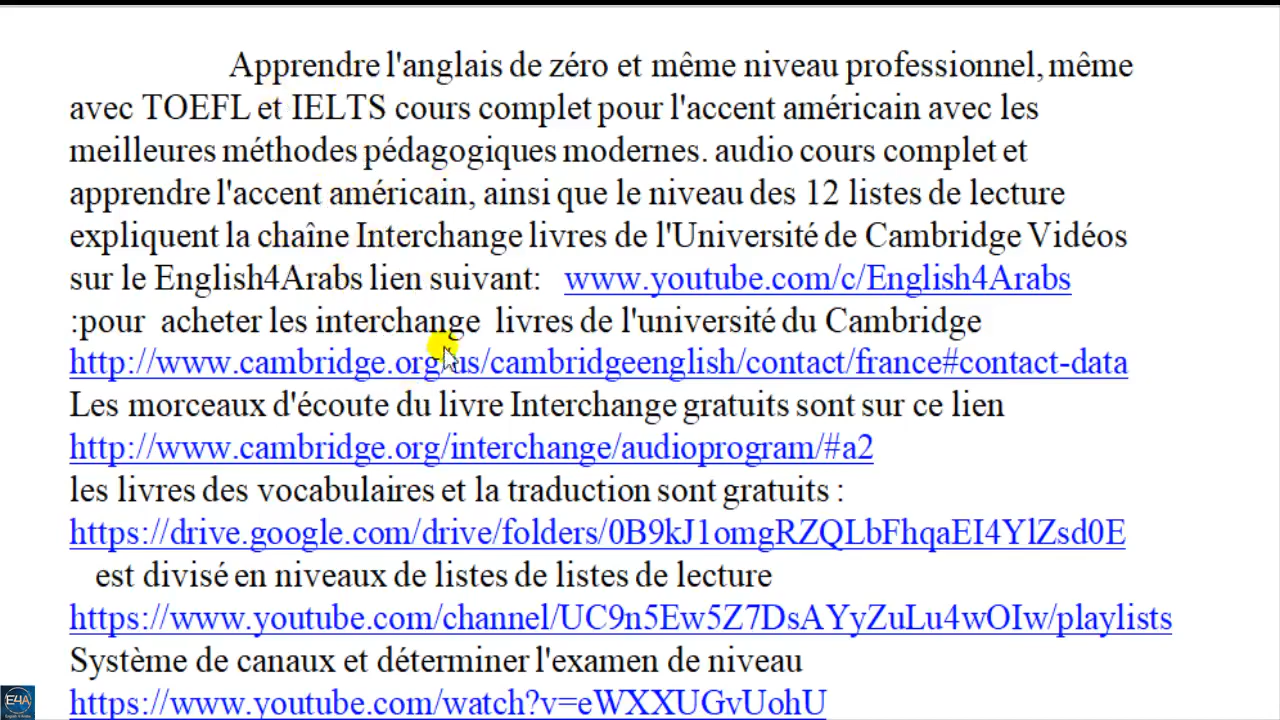 Apprendre l'anglais de zéro et même niveau professionnel, même
avec TOEFL et IELTS cours complet pour l'accent américain avec les
meilleures méthodes pédagogiques modernes. audio cours complet et
apprendre l'accent américain, ainsi que le niveau des 12 listes de lecture
expliquent la chaîne Interchange livres de l'Université de Cambridge Vidéos
sur le English4Arabs lien suivant: www.youtube.com/c/English4Arabs
:pour acheter les interchange livres de l'université du Cambridge
http://www.cambridge.org/us/cambridgeenglish/contact/france#contact-data
Les morceaux d'écoute du livre Interchange gratuits sont sur ce lien
http://www.cambridge.org/interchange/audioprogram/#a2
les livres des vocabulaires et la traduction sont gratuits :
https://drive.google.com/drive/folders/0B9kJ1omgRZQLbFhqaEI4YlZsd0E
est divisé en niveaux de listes de listes de lecture
https://www.youtube.com/channel/UC9n5Ew5Z7DsAYyZuLu4wOIw/playlists
Système de canaux et déterminer l'examen de niveau
https://www.youtube.com/watch?v=eWXXUGvUohU
E4A